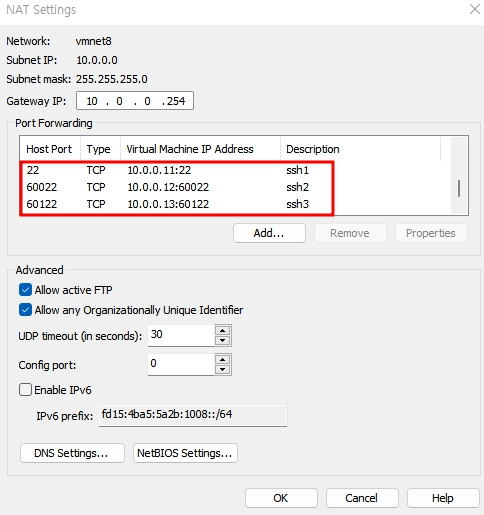 NAT Settings
Network: vmnet8
Subnet IP: 10.0.0.0
Subnet mask: 255.255.255.0
Gateway IP: 10 . 0 . 0 .254
Port Forwarding
Host Port Type Virtual Machine IP Address Description
22 TCP 10.0.0.11:22 ssh1
60022 TCP 10.0.0.12:60022 ssh2
60122 TCP 10.0.0.13:60122 ssh3
Add... Remove Properties
Advanced
Allow active FTP
Allow any Organizationally Unique Identifier
UDP timeout (in seconds): 30
Config port: 0
Enable IPv6
IPv6 prefix: fd15:4ba5:5a2b:1008::/64
DNS Settings... NetBIOS Settings...
OK Cancel Help